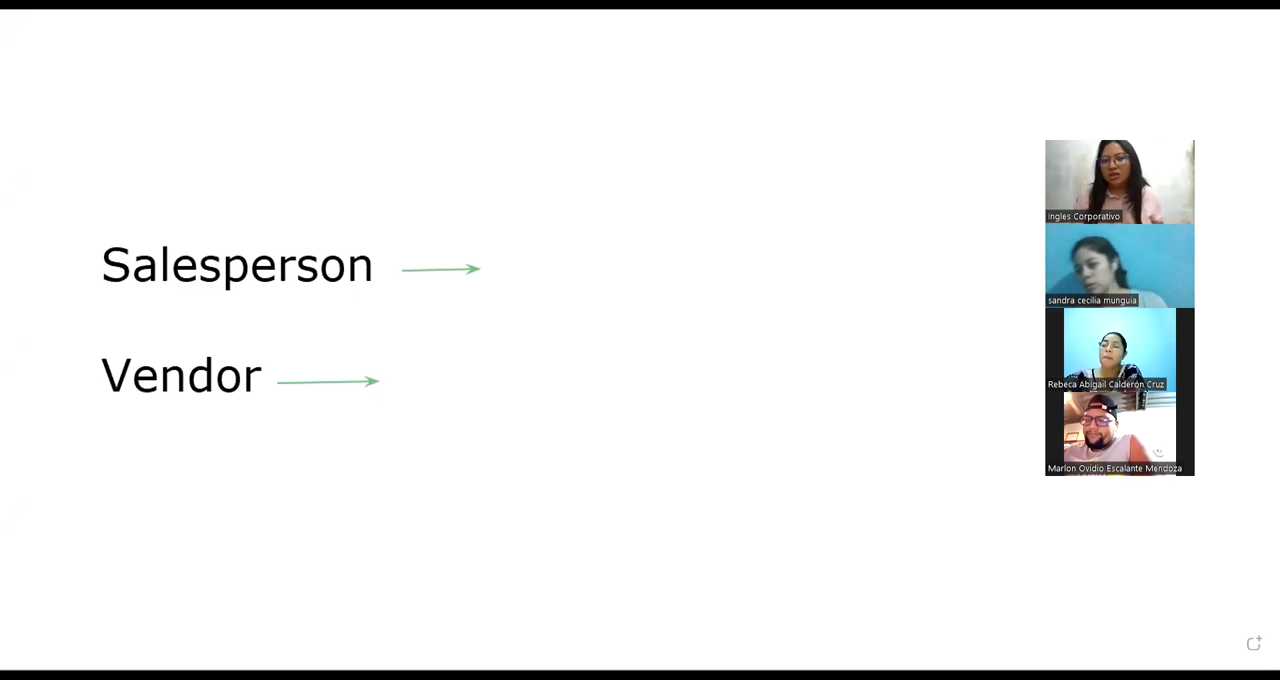 Salesperson
Vendor
Ingles Corporativo
sandra cecilia munguia
Rebeca Abigail Calderón Cruz
Marlon Ovidio Escalante Mendoza